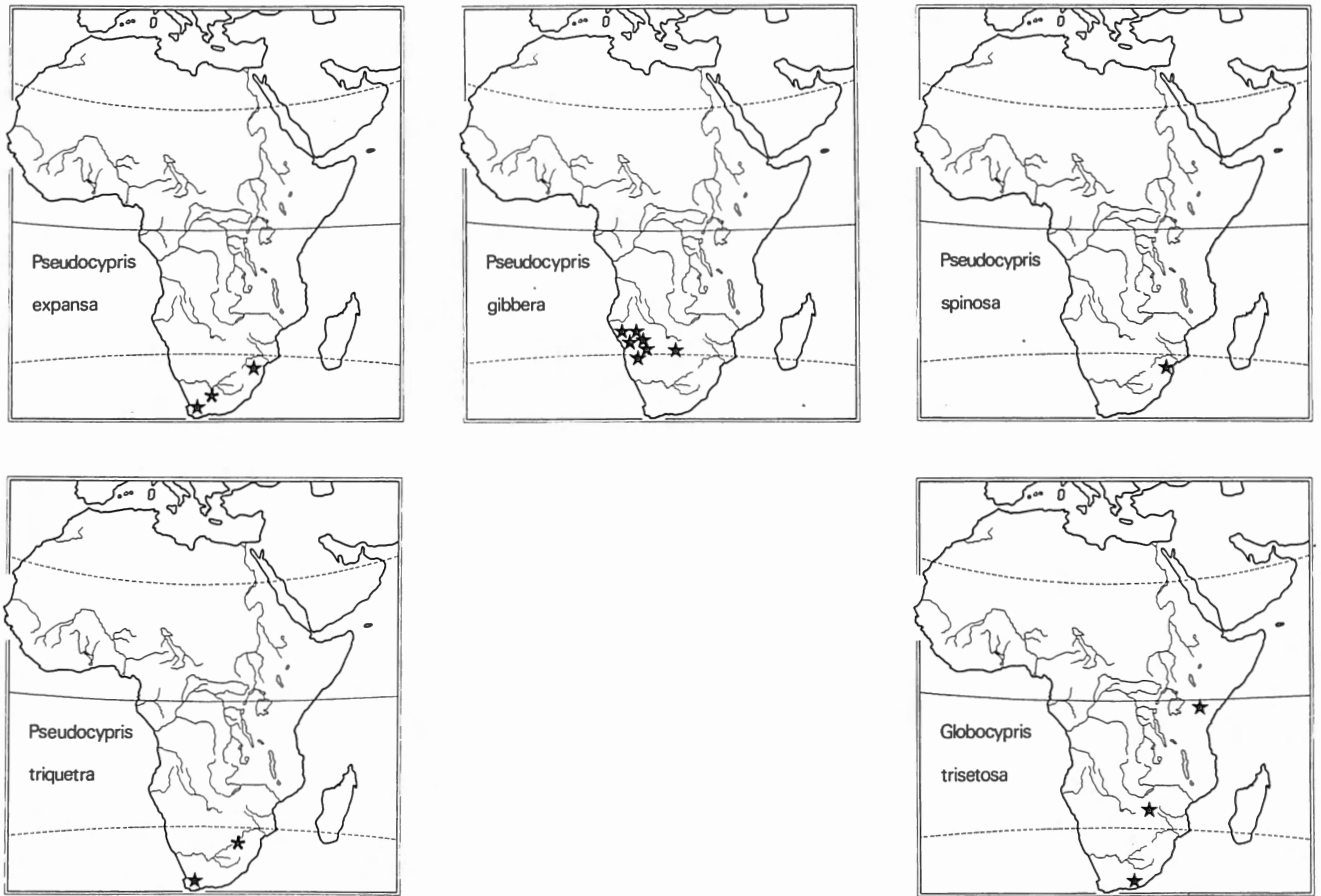 Pseudocypris
expansa
Pseudocypris
gibbera
Pseudocypris
spinosa
Pseudocypris
triquetra
Globocypris
trisetosa